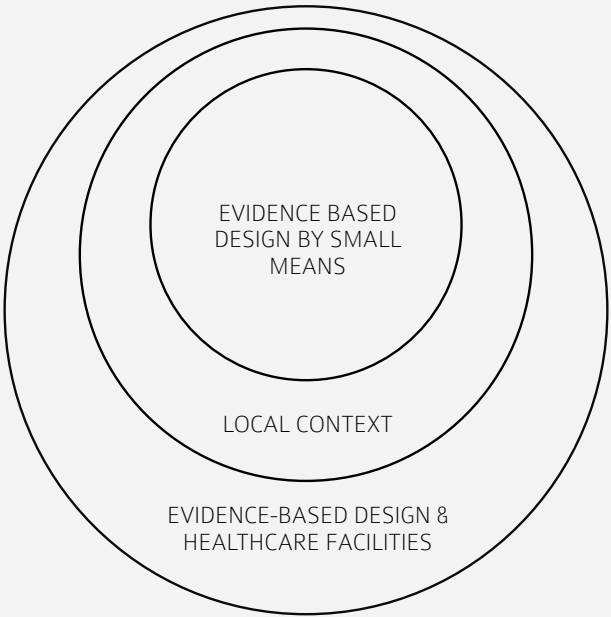 EVIDENCE BASED
DESIGN BY SMALL
MEANS
LOCAL CONTEXT
EVIDENCE-BASED DESIGN &
HEALTHCARE FACILITIES